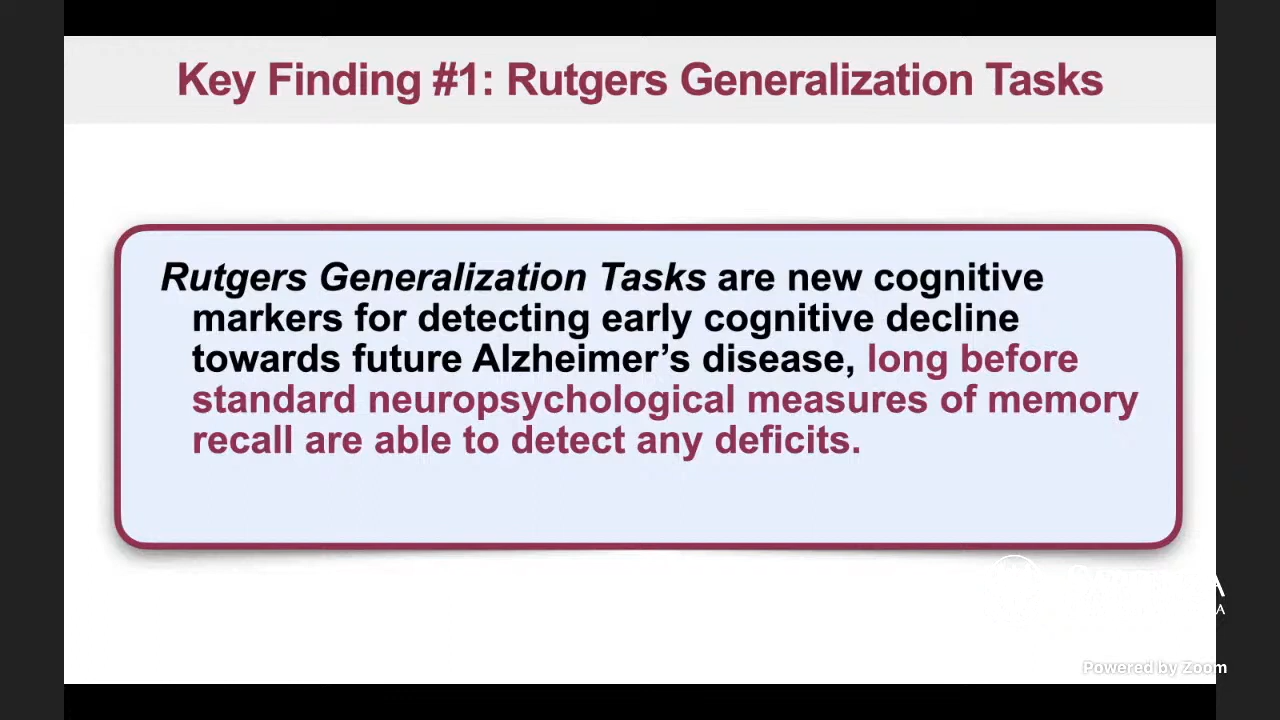 Key Finding #1: Rutgers Generalization Tasks
Rutgers Generalization Tasks are new cognitive
markers for detecting early cognitive decline
towards future Alzheimer’s disease, long before
standard neuropsychological measures of memory
recall are able to detect any deficits.
Powered by Zoom